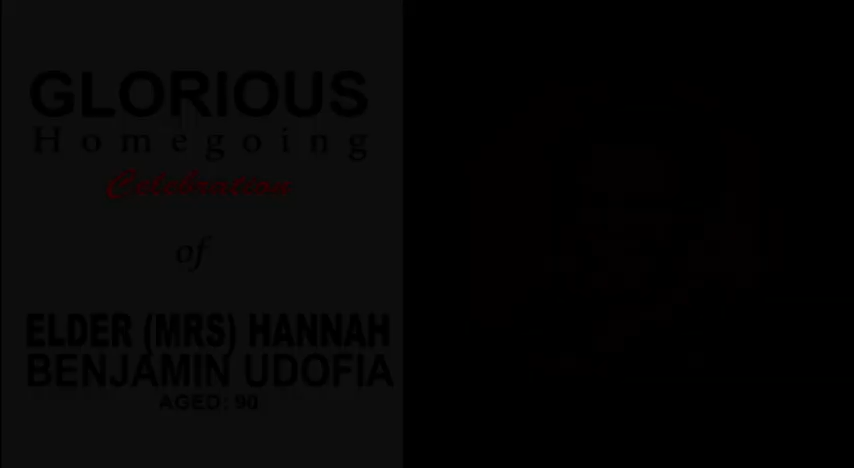 GLORIOUS
Homegoing
Celebration
of
ELDER (MRS) HANNAH
BENJAMIN UDOFIA
AGED: 90